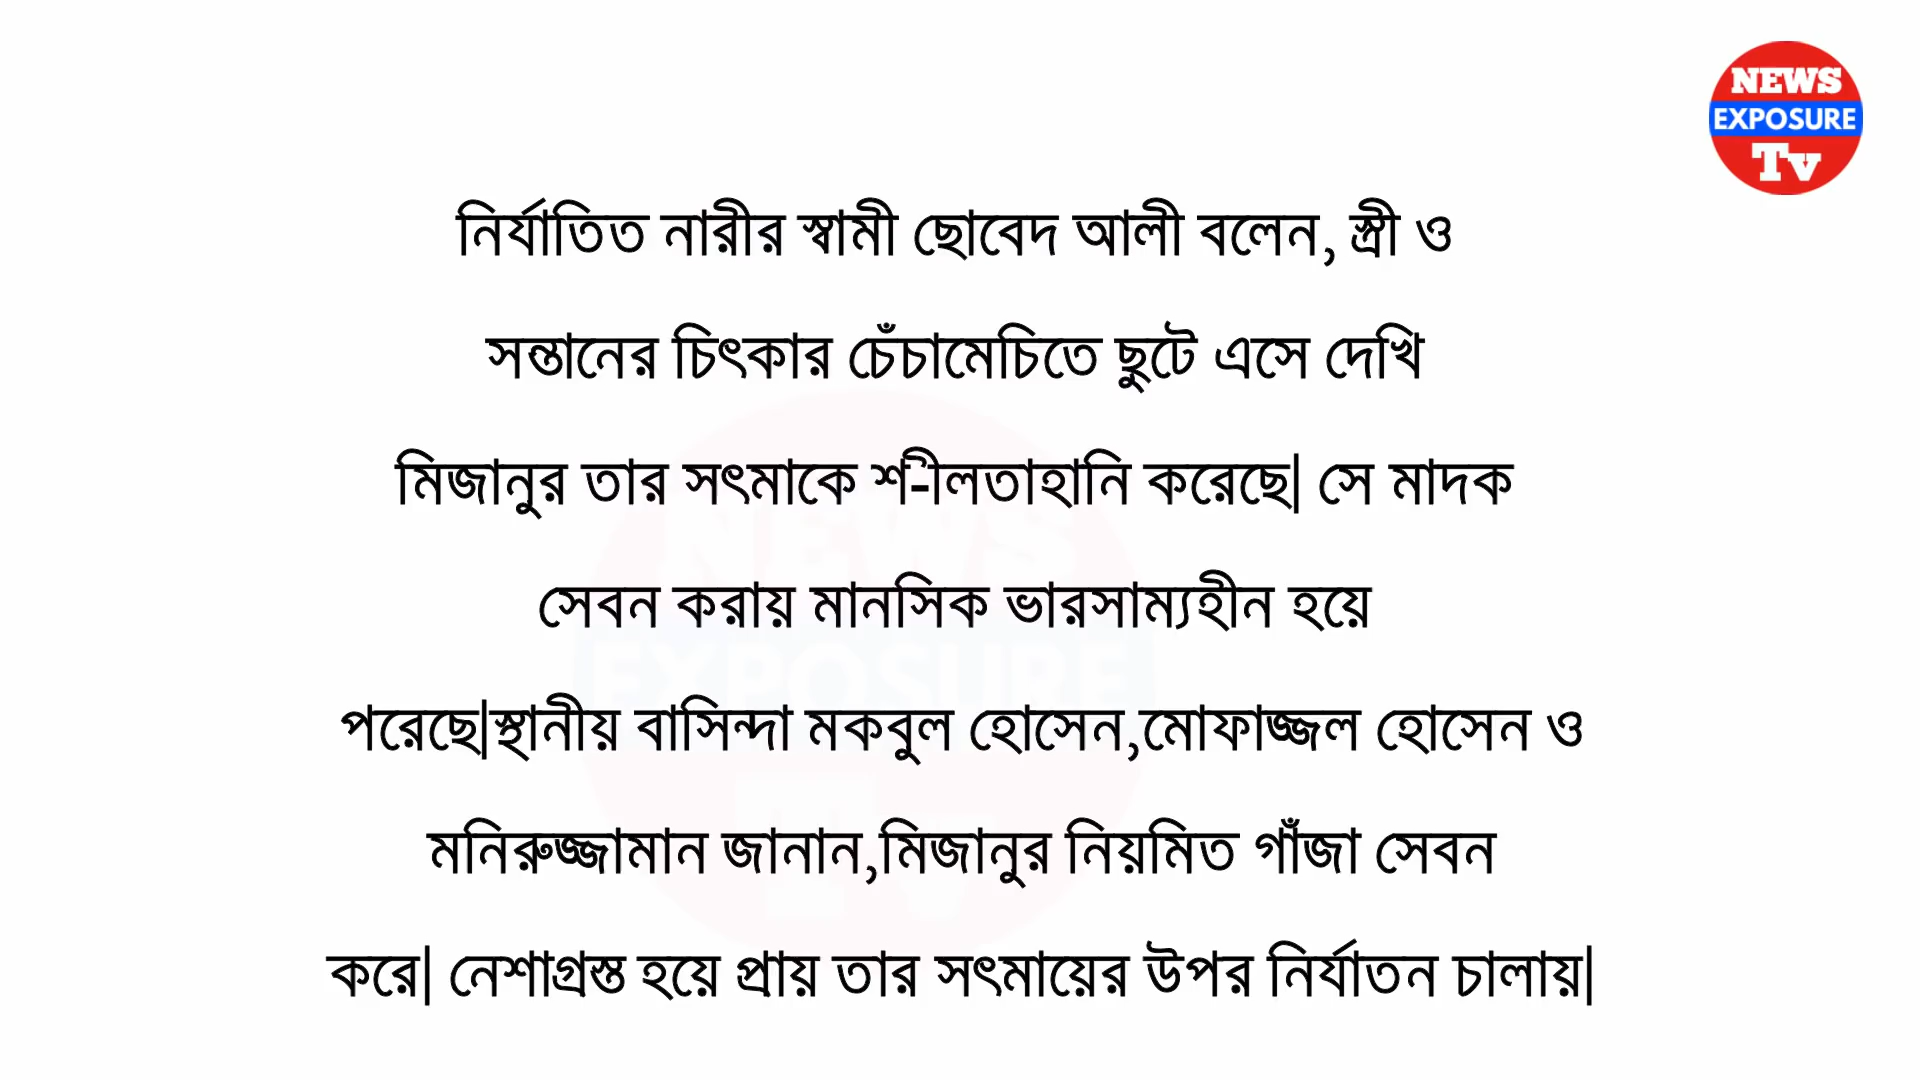 NEWS
EXPOSURE
Tv
নির্যাতিত নারীর স্বামী ছোবেদ আলী বলেন, স্ত্রী ও
সন্তানের চিৎকার চেঁচামেচিতে ছুটে এসে দেখি
মিজানুর তার সৎমাকে শ-ীলতাহানি করেছে| সে মাদক
সেবন করায় মানসিক ভারসাম্যহীন হয়ে
পরেছে|স্থানীয় বাসিন্দা মকবুল হোসেন,মোফাজ্জল হোসেন ও
মনিরুজ্জামান জানান,মিজানুর নিয়মিত গাঁজা সেবন
করে| নেশাগ্রস্ত হয়ে প্রায় তার সৎমায়ের উপর নির্যাতন চালায়|